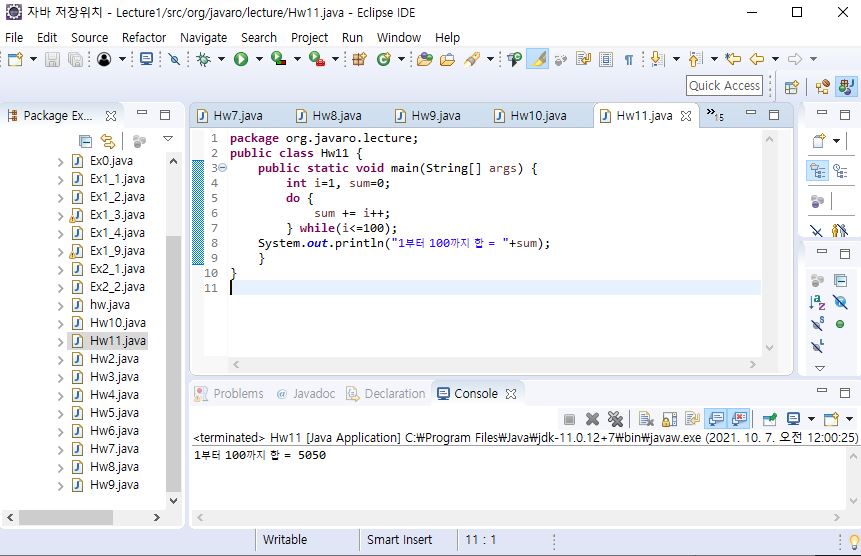 자바 저장위치 - Lecture1/src/org/javaro/lecture/Hw11.java - Eclipse IDE
File Edit Source Refactor Navigate Search Project Run Window Help
Quick Access
Package Ex...
Ex0.java
Ex1_1.java
Ex1_2.java
Ex1_3.java
Ex1_4.java
Ex1_9.java
Ex2_1.java
Ex2_2.java
hw.java
Hw10.java
Hw11.java
Hw2.java
Hw3.java
Hw4.java
Hw5.java
Hw6.java
Hw7.java
Hw8.java
Hw9.java
Hw7.java Hw8.java Hw9.java Hw10.java Hw11.java »15
1 package org.javaro.lecture;
2 public class Hw11 {
3 public static void main(String[] args) {
4 int i=1, sum=0;
5 do {
6 sum += i++;
7 } while(i<=100);
8 System.out.println("1부터 100까지 합 = "+sum);
9 }
10 }
11
Problems @ Javadoc Declaration Console
<terminated> Hw11 [Java Application] C:₩Program Files₩Java₩jdk-11.0.12+7₩bin₩javaw.exe (2021. 10. 7. 오전 12:00:25)
1부터 100까지 합 = 5050
Writable Smart Insert 11 : 1